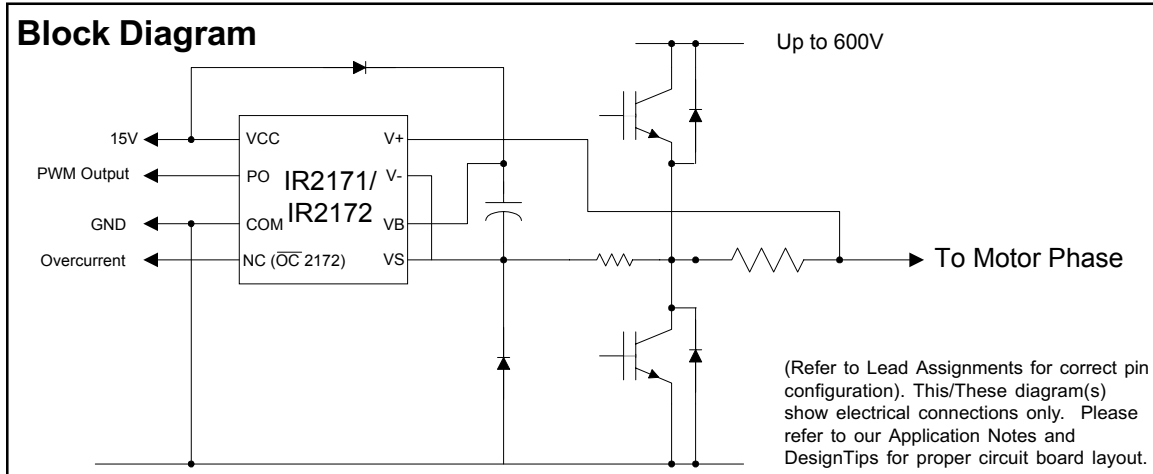 Block Diagram
Up to 600V
15V
PWM Output
GND
Overcurrent
VCC
PO
COM
NC (O̅C̅ 2172)
IR2171/
IR2172
V+
V-
VB
VS
To Motor Phase
(Refer to Lead Assignments for correct pin
configuration). This/These diagram(s)
show electrical connections only. Please
refer to our Application Notes and
DesignTips for proper circuit board layout.